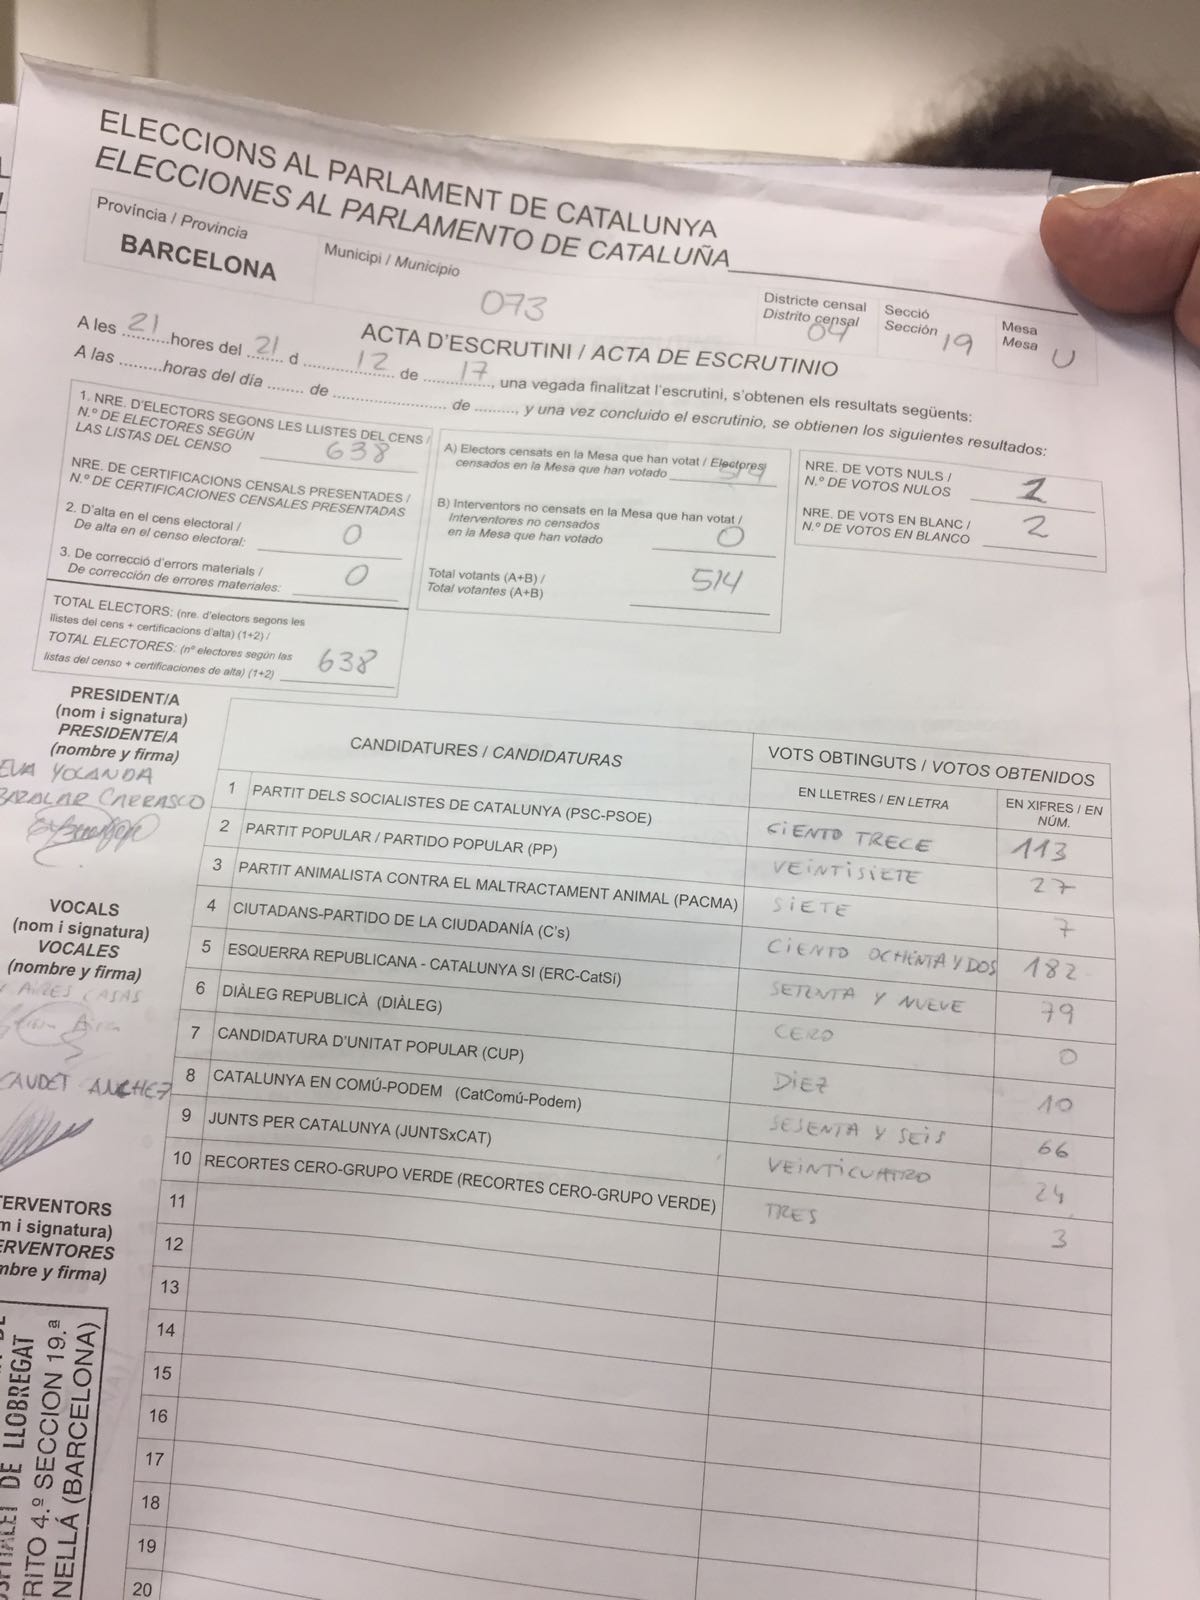 ELECCIONS AL PARLAMENT DE CATALUNYA
ELECCIONES AL PARLAMENTO DE CATALUÑA
Província / Provincia
BARCELONA
Municipi / Municipio
073
Districte censal
Distrito censal
04
Secció
Sección 19
Mesa
Mesa U
ACTA D'ESCRUTINI / ACTA DE ESCRUTINIO
A les 21 hores del 21 d 12 de 17, una vegada finalitzat l'escrutini, s'obtenen els resultats següents:
A las ......... horas del día ....... de ....................... de ........., y una vez concluido el escrutinio, se obtienen los siguientes resultados:
1. NRE. D'ELECTORS SEGONS LES LLISTES DEL CENS /
N.º DE ELECTORES SEGÚN
LAS LISTAS DEL CENSO 638
NRE. DE CERTIFICACIONS CENSALS PRESENTADES /
N.º DE CERTIFICACIONES CENSALES PRESENTADAS
2. D'alta en el cens electoral /
De alta en el censo electoral: 0
3. De correcció d'errors materials /
De corrección de errores materiales: 0
TOTAL ELECTORS: (nre. d'electors segons les
llistes del cens + certificacions d'alta) (1+2) /
TOTAL ELECTORES: (nº electores según las
listas del censo + certificaciones de alta) (1+2) 638
A) Electors censats en la Mesa que han votat / Electores
censados en la Mesa que han votado 514
B) Interventors no censats en la Mesa que han votat /
Interventores no censados
en la Mesa que han votado 0
Total votants (A+B) /
Total votantes (A+B) 514
NRE. DE VOTS NULS /
N.º DE VOTOS NULOS 1
NRE. DE VOTS EN BLANC /
N.º DE VOTOS EN BLANCO 2
PRESIDENT/A
(nom i signatura)
PRESIDENTE/A
(nombre y firma)
EVA YOLANDA
CARRASCO
VOCALS
(nom i signatura)
VOCALES
(nombre y firma)
AIRES CASAS
CAUDET
TERVENTORS
m i signatura)
ERVENTORES
mbre y firma)
DE LLOBREGAT
TRITO 4.º SECCION 19.ª
NELLÁ (BARCELONA)
CANDIDATURES / CANDIDATURAS
VOTS OBTINGUTS / VOTOS OBTENIDOS
EN LLETRES / EN LETRA
EN XIFRES / EN
NÚM.
1 PARTIT DELS SOCIALISTES DE CATALUNYA (PSC-PSOE) CIENTO TRECE 113
2 PARTIT POPULAR / PARTIDO POPULAR (PP) VEINTISIETE 27
3 PARTIT ANIMALISTA CONTRA EL MALTRACTAMENT ANIMAL (PACMA) SIETE 7
4 CIUTADANS-PARTIDO DE LA CIUDADANÍA (C's) CIENTO OCHENTA Y DOS 182
5 ESQUERRA REPUBLICANA - CATALUNYA SI (ERC-CatSí) SETENTA Y NUEVE 79
6 DIÀLEG REPUBLICÀ (DIÀLEG) CERO 0
7 CANDIDATURA D'UNITAT POPULAR (CUP) DIEZ 10
8 CATALUNYA EN COMÚ-PODEM (CatComú-Podem) SESENTA Y SEIS 66
9 JUNTS PER CATALUNYA (JUNTSxCAT) VEINTICUATRO 24
10 RECORTES CERO-GRUPO VERDE (RECORTES CERO-GRUPO VERDE) TRES 3
11
12
13
14
15
16
17
18
19
20